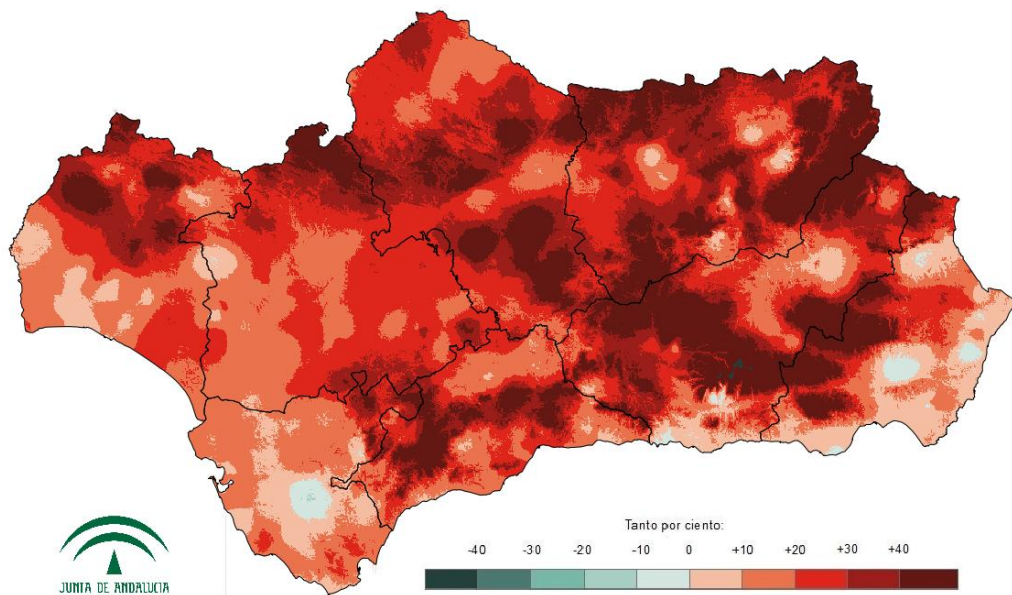 Tanto por ciento:
-40 -30 -20 -10 0 +10 +20 +30 +40
JUNTA DE ANDALUCIA